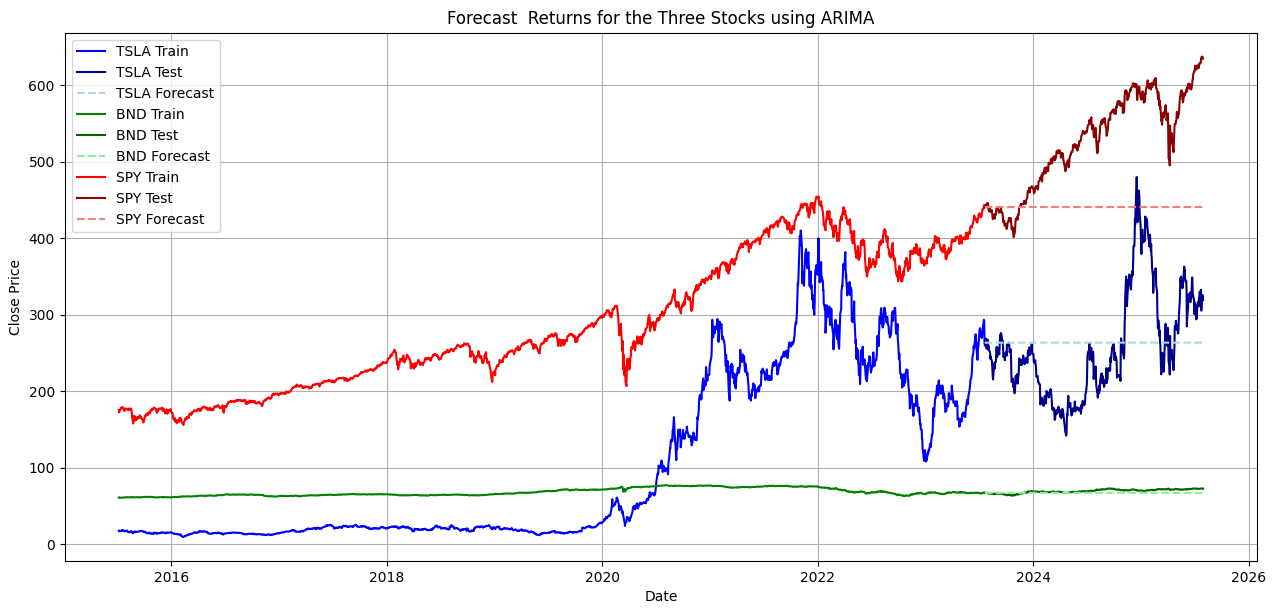 Forecast  Returns for the Three Stocks using ARIMA
TSLA Train
TSLA Test
TSLA Forecast
BND Train
BND Test
BND Forecast
SPY Train
SPY Test
SPY Forecast
Close Price
600
500
400
300
200
100
0
2016
2018
2020
2022
2024
2026
Date